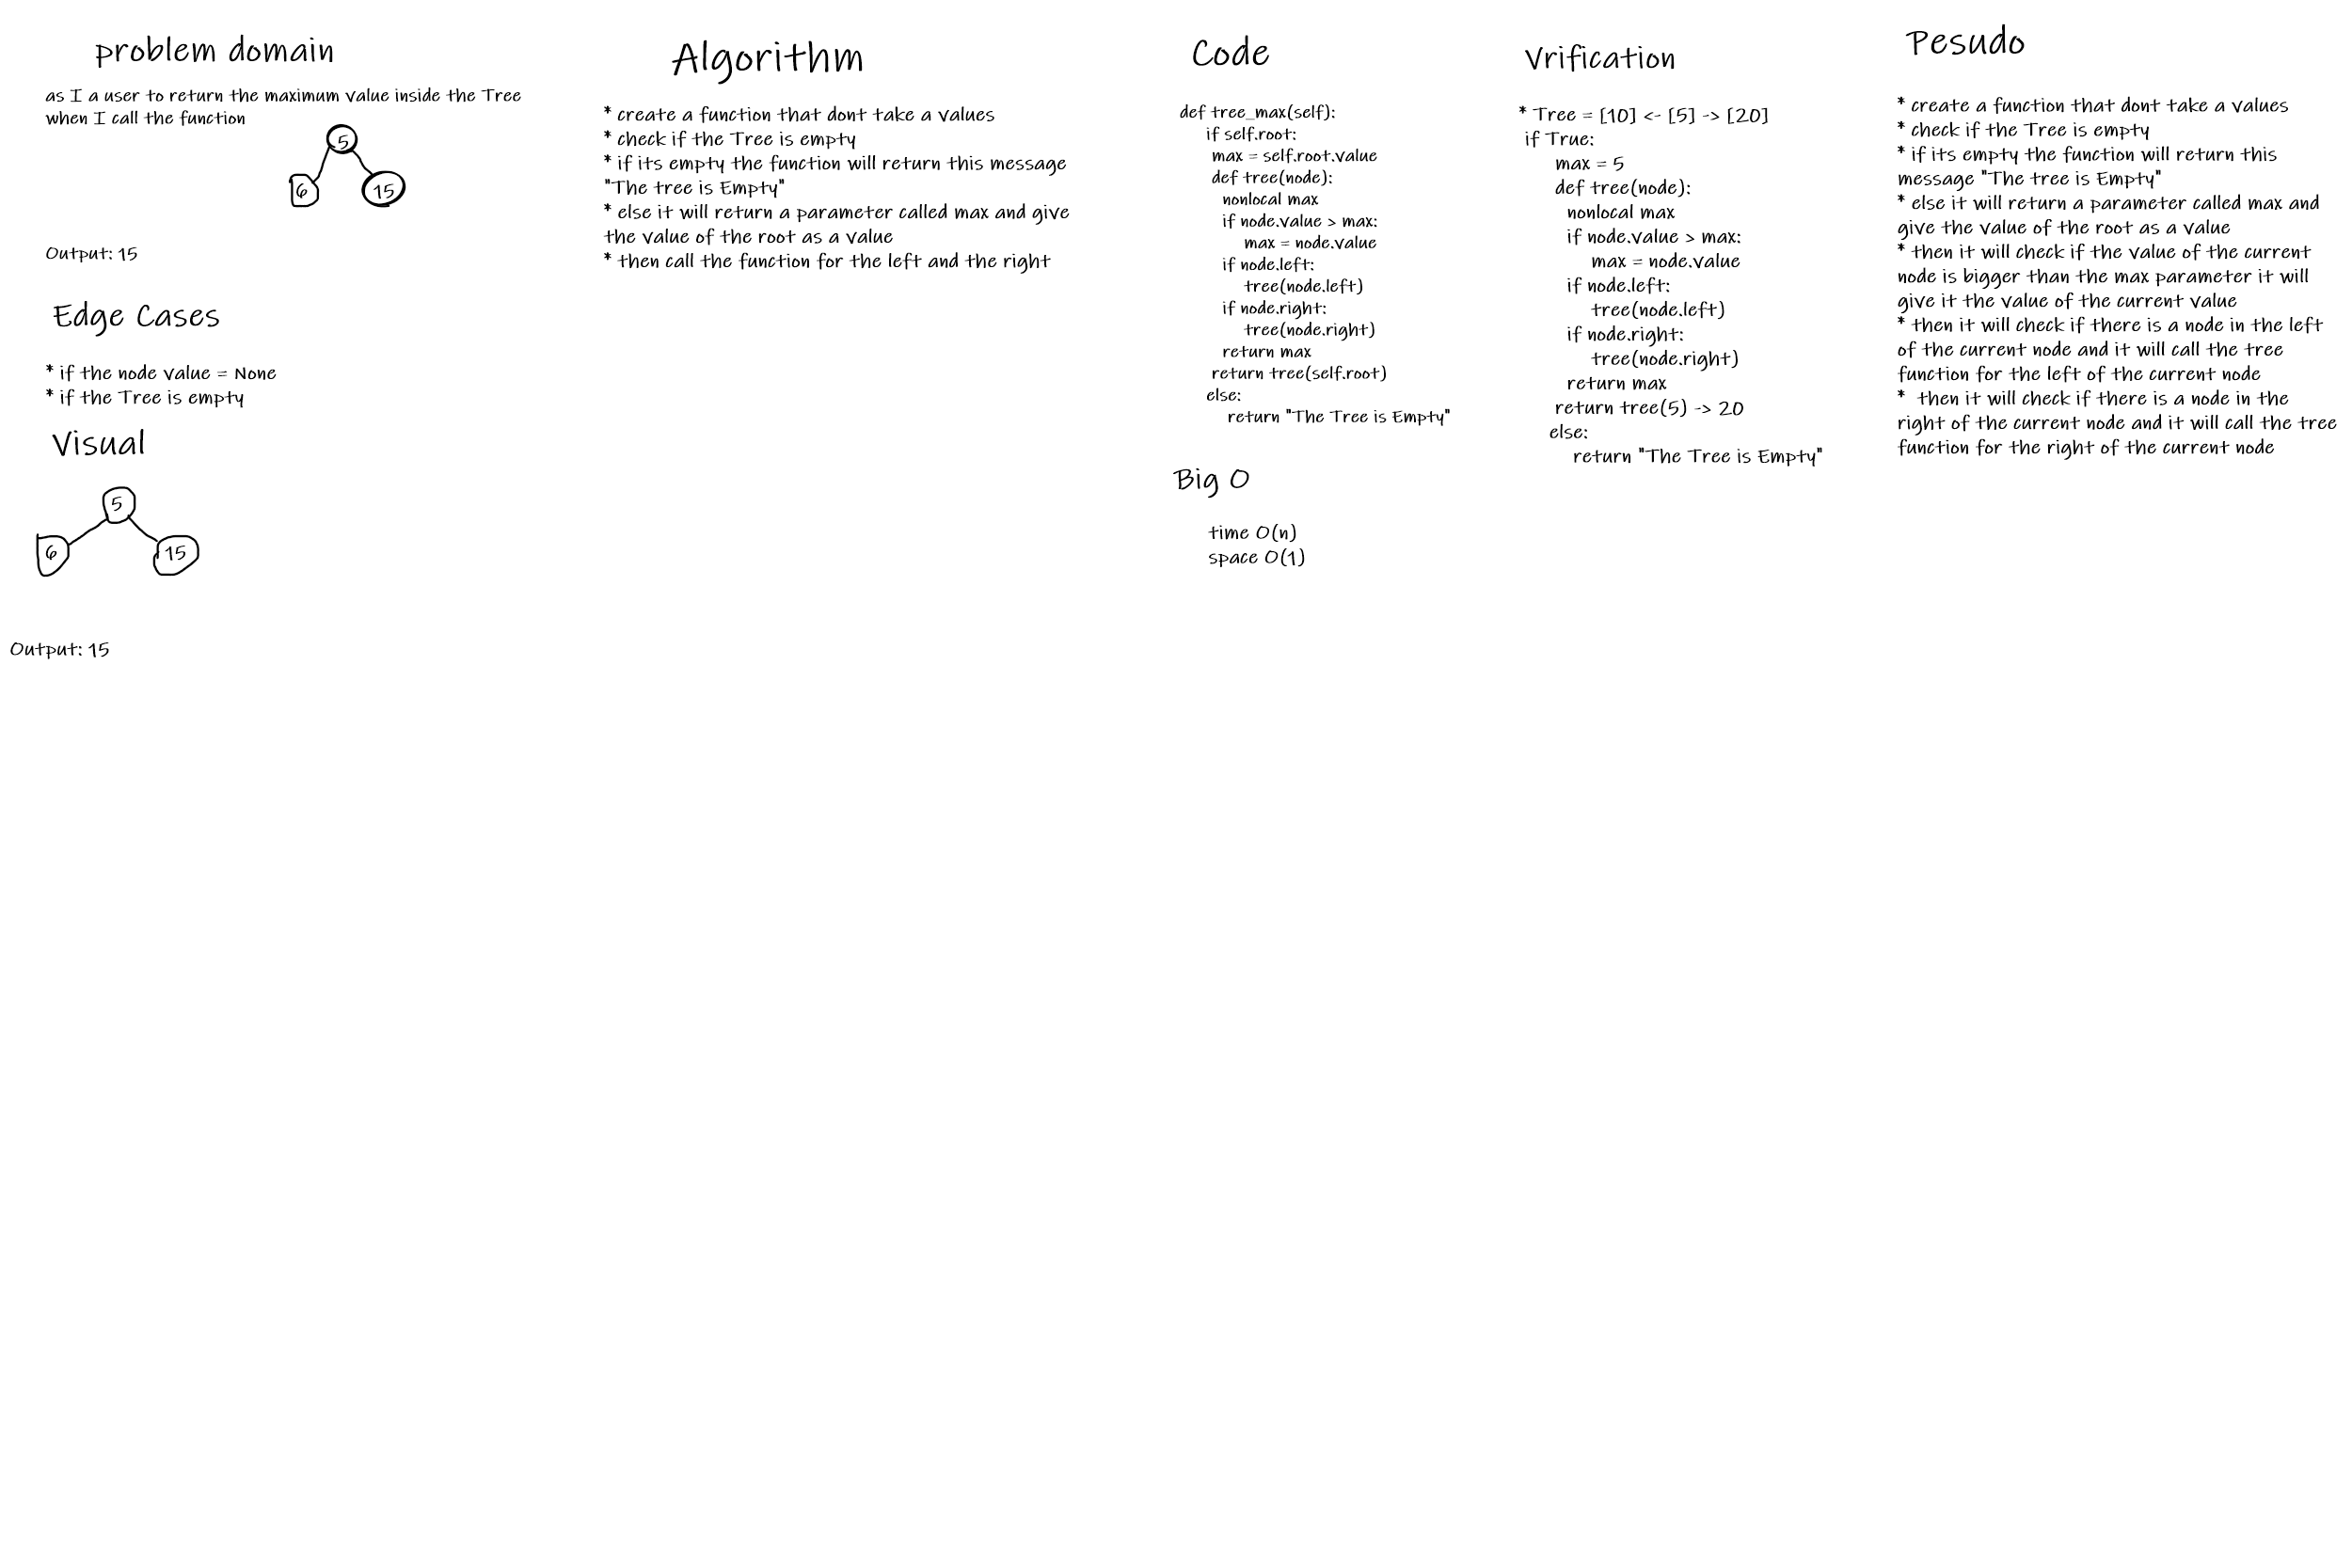 problem domain
as I a user to return the maximum value inside the Tree
when I call the function
5
6
15
Output: 15
Edge Cases
* if the node value = None
* if the Tree is empty
Visual
5
6
15
Output: 15
Algorithm
* create a function that dont take a values
* check if the Tree is empty
* if its empty the function will return this message
"The tree is Empty"
* else it will return a parameter called max and give
the value of the root as a value
* then call the function for the left and the right
Code
def tree_max(self):
if self.root:
max = self.root.value
def tree(node):
nonlocal max
if node.value > max:
max = node.value
if node.left:
tree(node.left)
if node.right:
tree(node.right)
return max
return tree(self.root)
else:
return "The Tree is Empty"
Big O
time O(n)
space O(1)
Vrification
* Tree = [10] <- [5] -> [20]
if True:
max = 5
def tree(node):
nonlocal max
if node.value > max:
max = node.value
if node.left:
tree(node.left)
if node.right:
tree(node.right)
return max
return tree(5) -> 20
else:
return "The Tree is Empty"
Pesudo
* create a function that dont take a values
* check if the Tree is empty
* if its empty the function will return this
message "The tree is Empty"
* else it will return a parameter called max and
give the value of the root as a value
* then it will check if the value of the current
node is bigger than the max parameter it will
give it the value of the current value
* then it will check if there is a node in the left
of the current node and it will call the tree
function for the left of the current node
* then it will check if there is a node in the
right of the current node and it will call the tree
function for the right of the current node